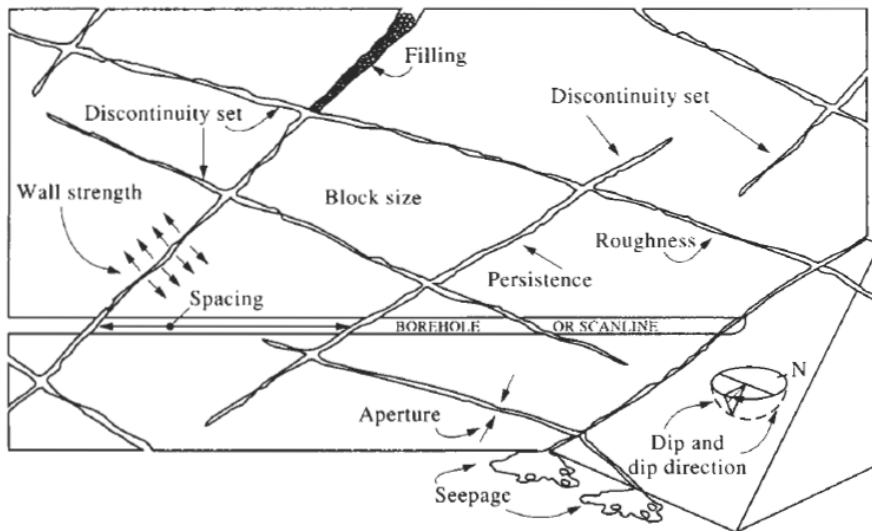 Filling
Discontinuity set
Discontinuity set
Wall strength
Block size
Roughness
Persistence
Spacing
BOREHOLE OR SCANLINE
N
Aperture
Dip and
dip direction
Seepage